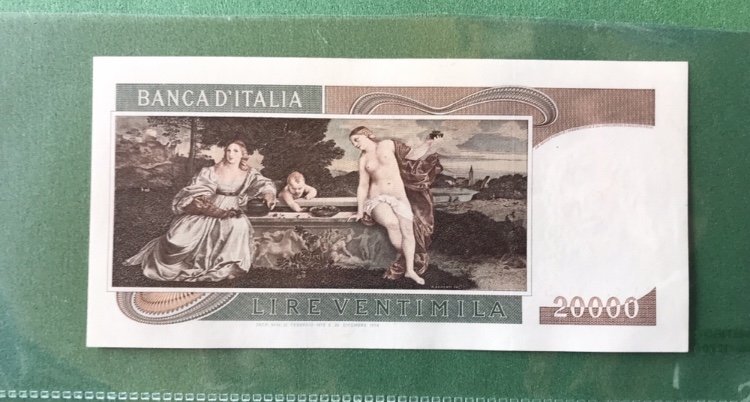 BANCA D'ITALIA
LIRE VENTIMILA
20000